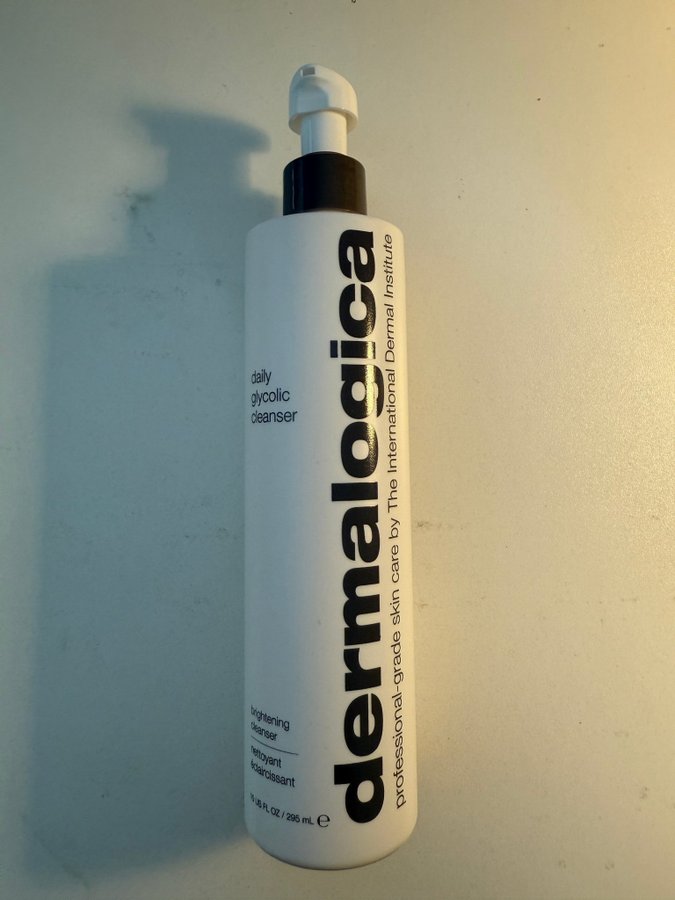 daily
glycolic
cleanser
dermalogica
professional-grade skin care by The International Dermal Institute
brightening
cleanser
nettoyant
éclaircissant
US FL OZ / 295 mL ℮